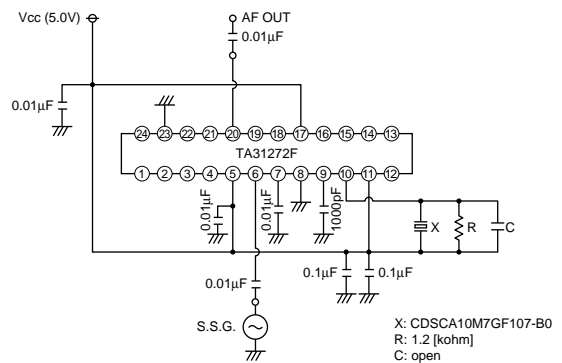 Vcc (5.0V)
AF OUT
0.01µF
0.01µF
24 23 22 21 20 19 18 17 16 15 14 13
TA31272F
1 2 3 4 5 6 7 8 9 10 11 12
0.01µF
0.01µF
1000pF
X
R
C
0.01µF
0.1µF
0.1µF
S.S.G.
X: CDSCA10M7GF107-B0
R: 1.2 [kohm]
C: open